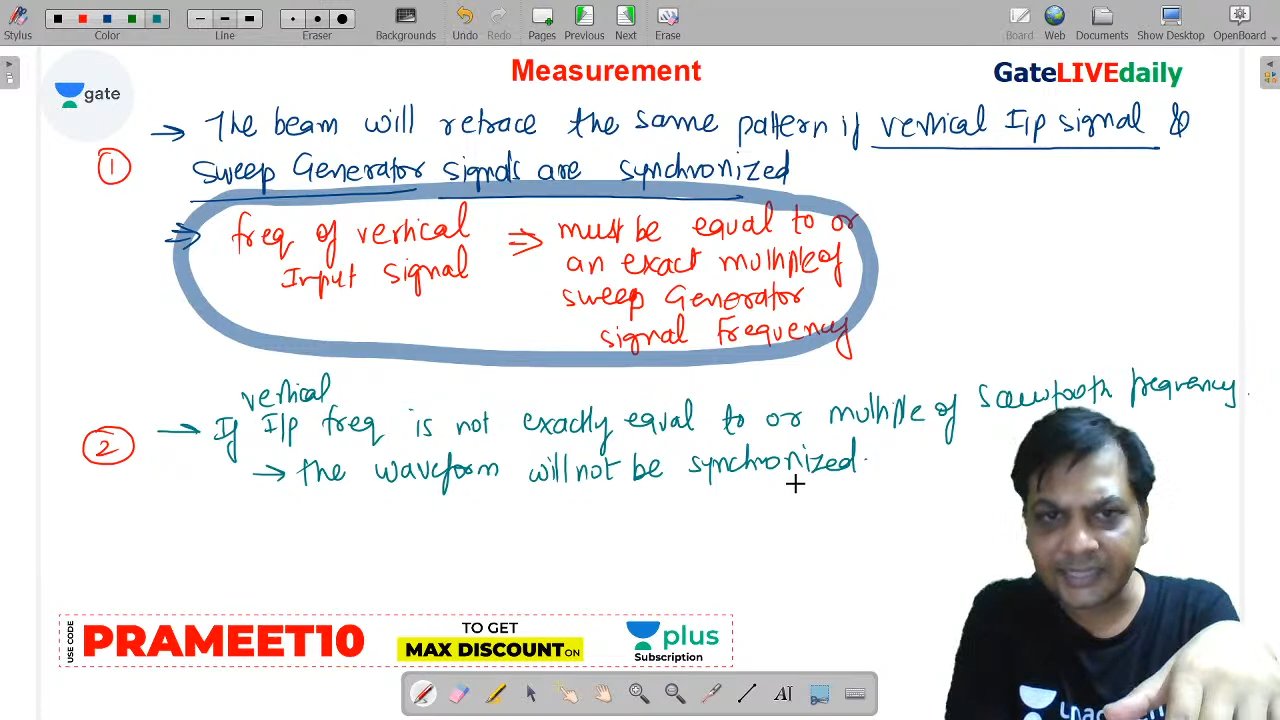 Stylus
Color
Line
Eraser
Backgrounds
Undo
Redo
Pages
Previous
Next
Erase
Board
Web
Documents
Show Desktop
OpenBoard
gate
Measurement
GateLIVEdaily
→ The beam will retrace the same pattern if vertical I/p signal &
① sweep Generator signals are synchronized
⇒ freq of vertical ⇒ must be equal to or
Input signal an exact multiple of
sweep Generator
signal Frequency
vertical
② → If I/p freq is not exactly equal to or multiple of sawtooth frequency.
→ the waveform will not be synchronized.
USE CODE
PRAMEET10
TO GET
MAX DISCOUNT ON
plus
Subscription